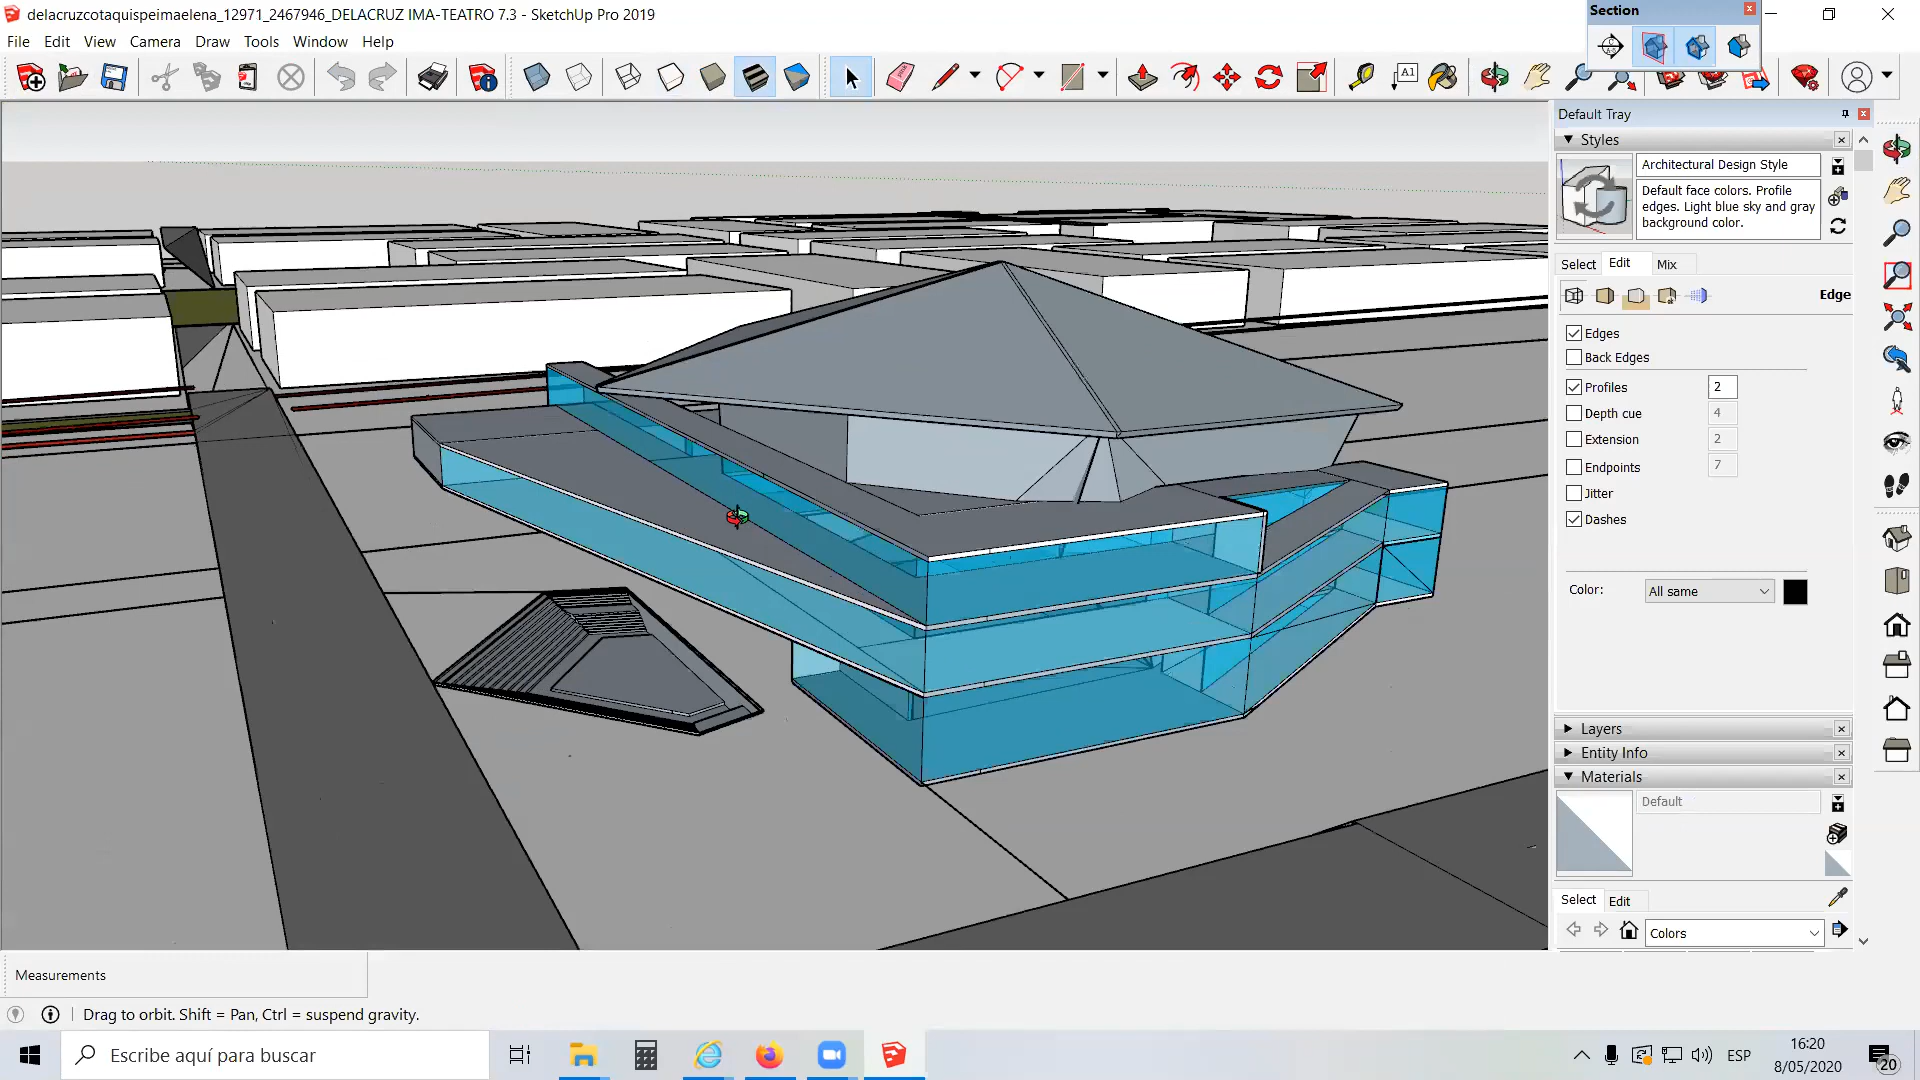 delacruzcotaquispeimaelena_12971_2467946_DELACRUZ IMA-TEATRO 7.3 - SketchUp Pro 2019
Section
File Edit View Camera Draw Tools Window Help
A1
Default Tray
Styles
Architectural Design Style
Default face colors. Profile
edges. Light blue sky and gray
background color.
Select Edit Mix
Edge
Edges
Back Edges
Profiles 2
Depth cue 4
Extension 2
Endpoints 7
Jitter
Dashes
Color: All same
Layers
Entity Info
Materials
Default
Select Edit
Colors
Measurements
Drag to orbit. Shift = Pan, Ctrl = suspend gravity.
Escribe aquí para buscar
ESP
16:20
8/05/2020
20